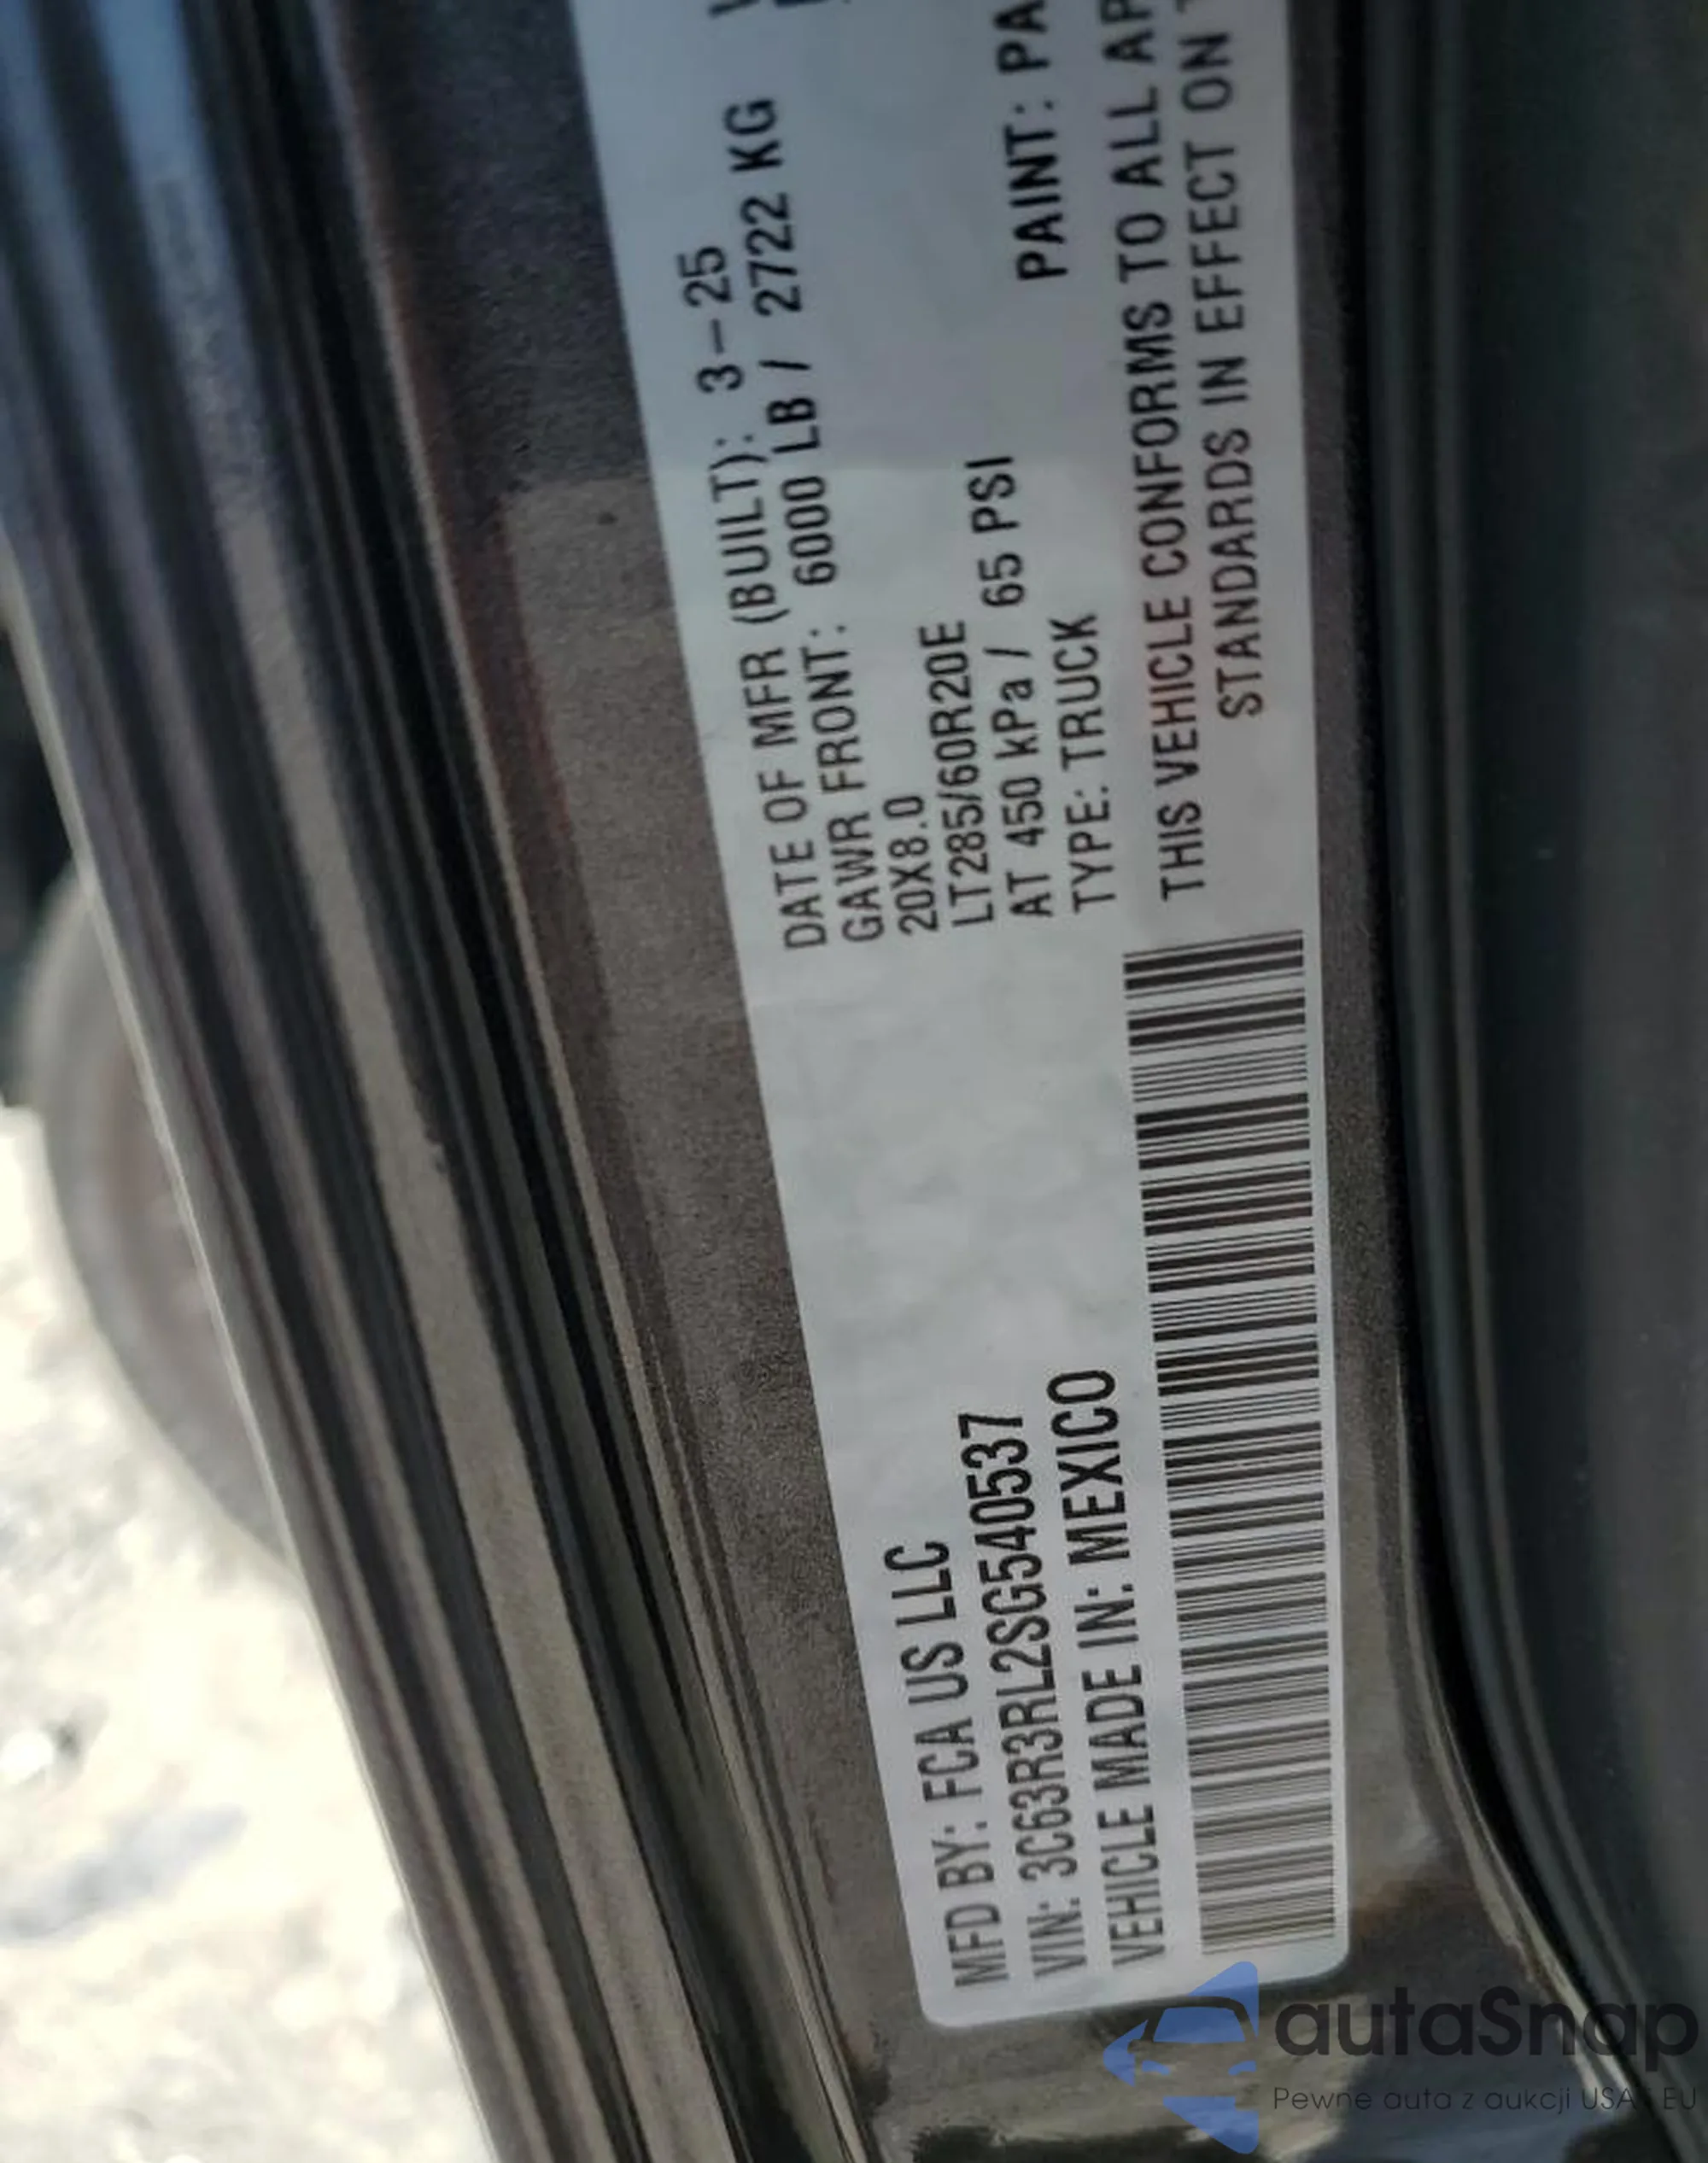 MFD BY: FCA US LLC
VIN: 3C63R3RL2SG540537
VEHICLE MADE IN: MEXICO
DATE OF MFR (BUILT): 3-25
GAWR FRONT: 6000 LB / 2722 KG
20X8.0
LT285/60R20E
AT 450 kPa / 65 PSI
TYPE: TRUCK
PAINT: PA
THIS VEHICLE CONFORMS TO ALL AP
STANDARDS IN EFFECT ON
autaSnap
Pewne auta z aukcji USA EU